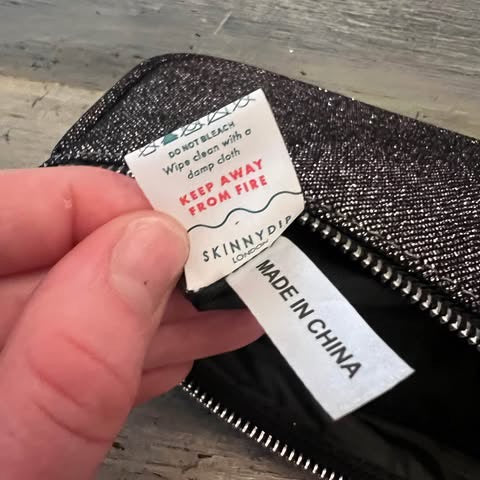 DO NOT BLEACH
Wipe clean with a
damp cloth
KEEP AWAY
FROM FIRE
SKINNYDIP
LONDON
MADE IN CHINA